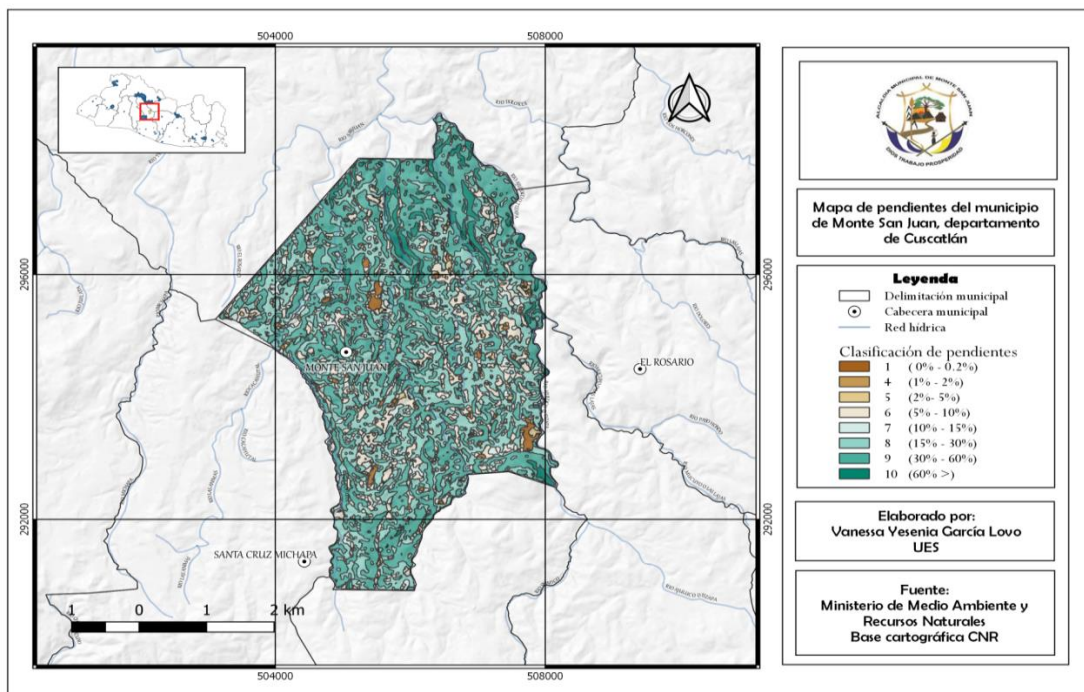 504000
508000
296000
292000
296000
292000
504000
508000
MONTE SAN JUAN
EL ROSARIO
SANTA CRUZ MICHAPA
1 0 1 2 km
ALCALDIA MUNICIPAL DE MONTE SAN JUAN
DIOS TRABAJO PROSPERIDAD
Mapa de pendientes del municipio
de Monte San Juan, departamento
de Cuscatlán
Leyenda
Delimitación municipal
Cabecera municipal
Red hídrica
Clasificación de pendientes
1 ( 0% - 0.2%)
4 (1% - 2%)
5 (2%- 5%)
6 (5% - 10%)
7 (10% - 15%)
8 (15% - 30%)
9 (30% - 60%)
10 (60% >)
Elaborado por:
Vanessa Yesenia García Lovo
UES
Fuente:
Ministerio de Medio Ambiente y
Recursos Naturales
Base cartográfica CNR